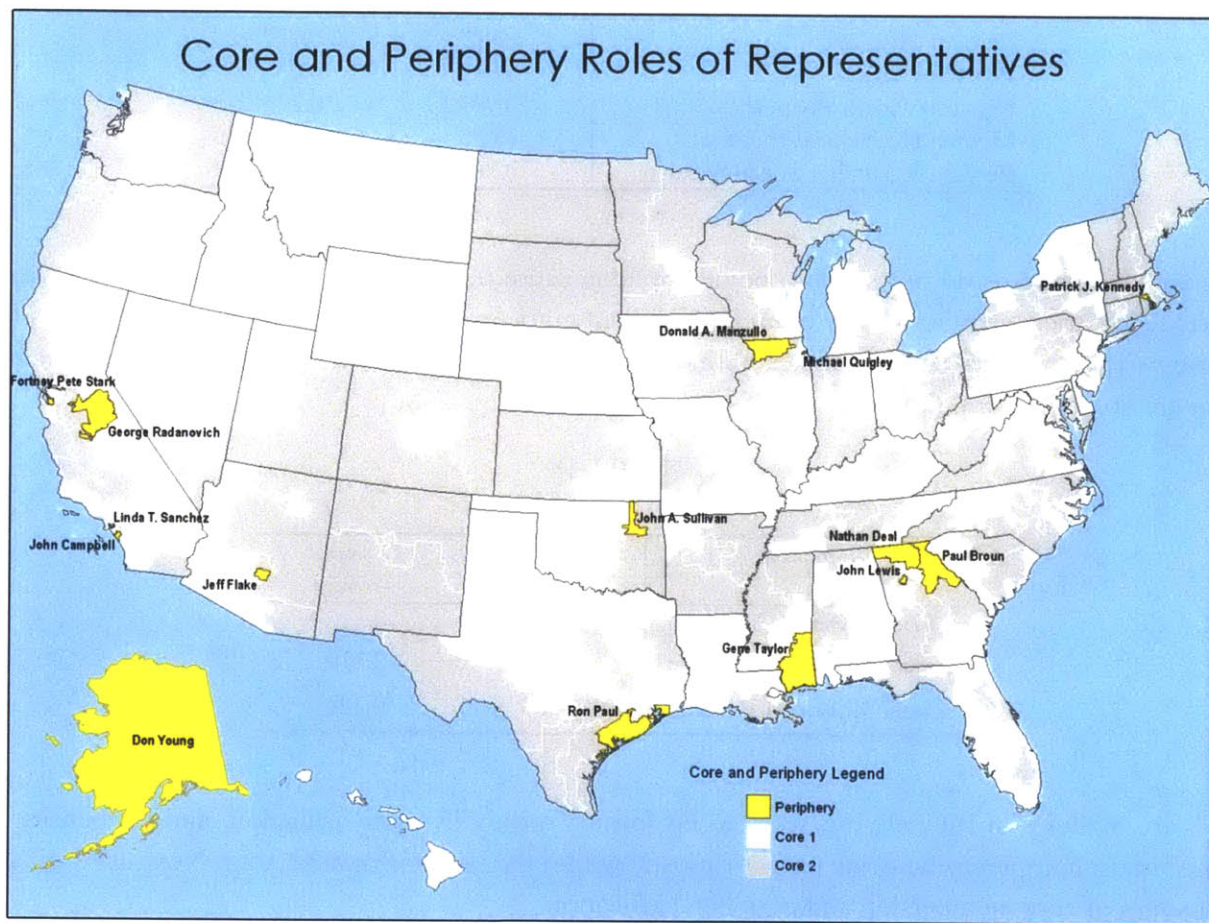 Core and Periphery Roles of Representatives
Patrick J. Kennedy
Donald A. Manzullo
Michael Quigley
Fortney Pete Stark
George Radanovich
Linda T. Sanchez
John A. Sullivan
John Campbell
Nathan Deal
Paul Broun
John Lewis
Jeff Flake
Gene Taylor
Ron Paul
Don Young
Core and Periphery Legend
Periphery
Core 1
Core 2